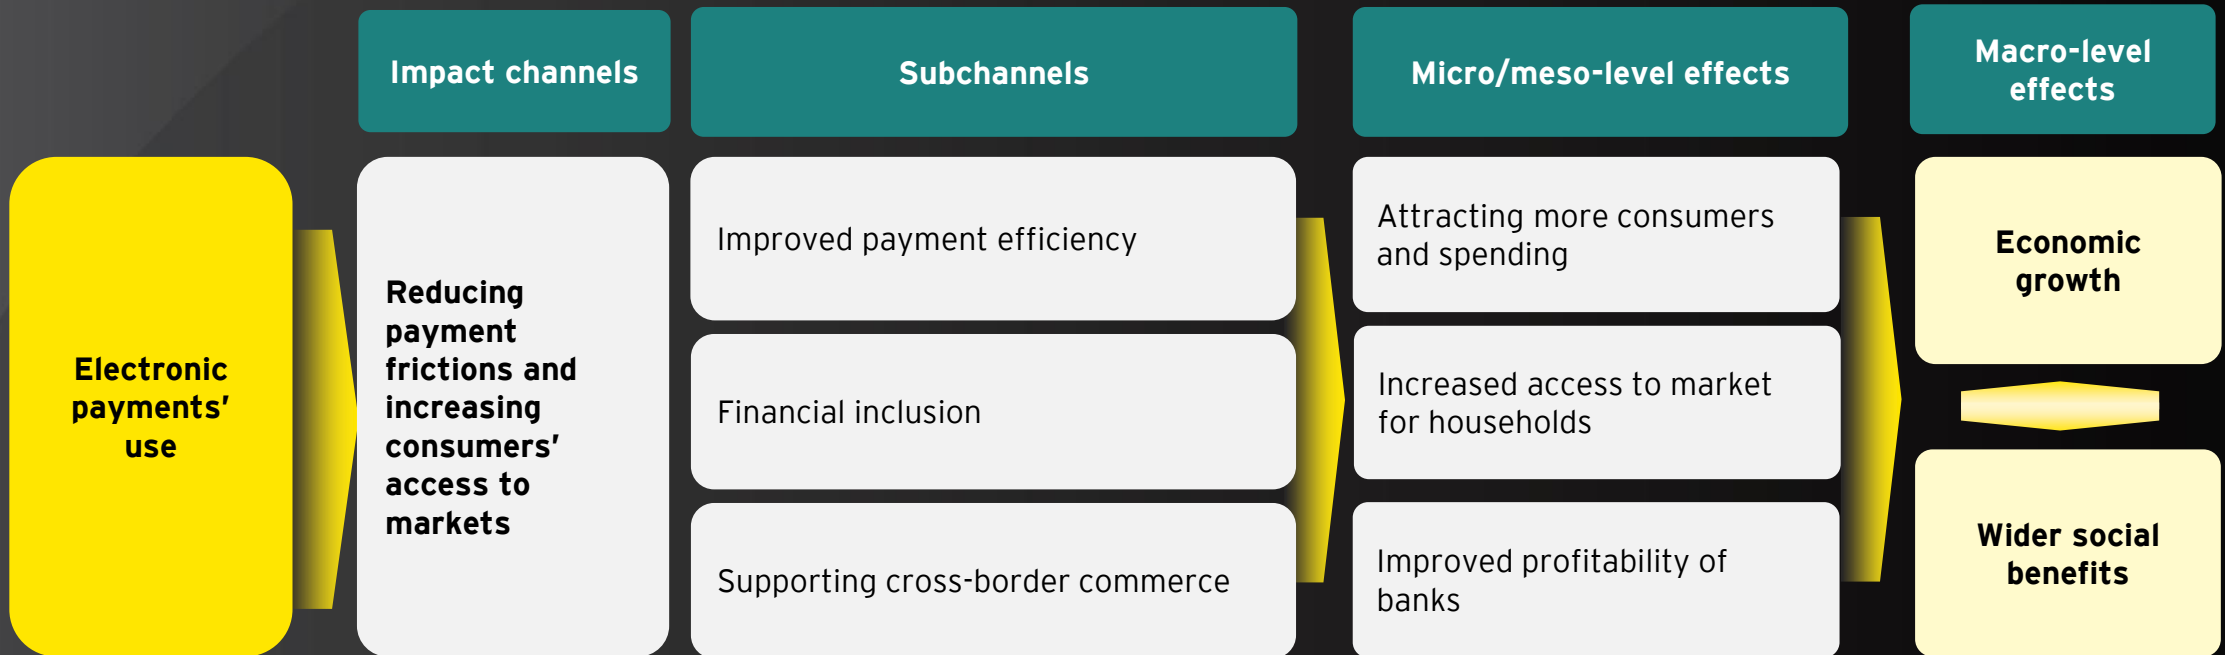 Impact channels
Subchannels
Micro/meso-level effects
Macro-level
effects
Electronic
payments’
use
Reducing
payment
frictions and
increasing
consumers’
access to
markets
Improved payment efficiency
Financial inclusion
Supporting cross-border commerce
Attracting more consumers
and spending
Increased access to market
for households
Improved profitability of
banks
Economic
growth
Wider social
benefits